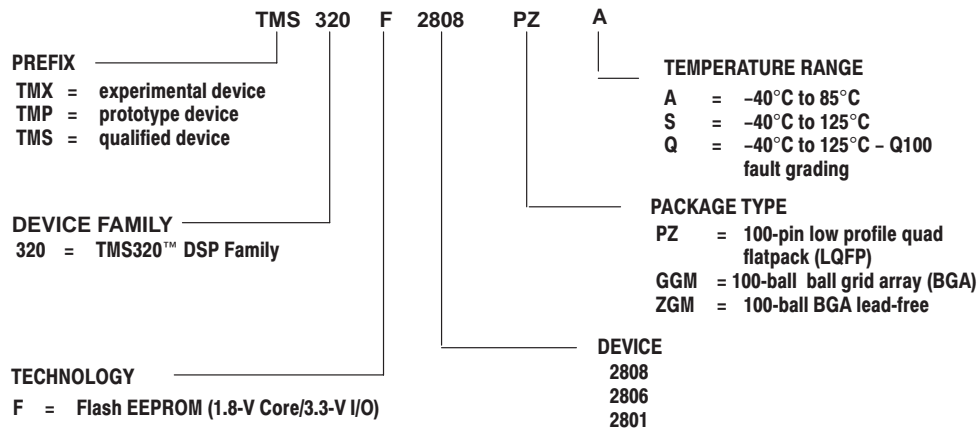 TMS 320 F 2808 PZ A
PREFIX
TMX = experimental device
TMP = prototype device
TMS = qualified device
TEMPERATURE RANGE
A = −40°C to 85°C
S = −40°C to 125°C
Q = −40°C to 125°C − Q100
fault grading
DEVICE FAMILY
320 = TMS320™ DSP Family
PACKAGE TYPE
PZ = 100-pin low profile quad
flatpack (LQFP)
GGM = 100-ball ball grid array (BGA)
ZGM = 100-ball BGA lead-free
TECHNOLOGY
F = Flash EEPROM (1.8-V Core/3.3-V I/O)
DEVICE
2808
2806
2801